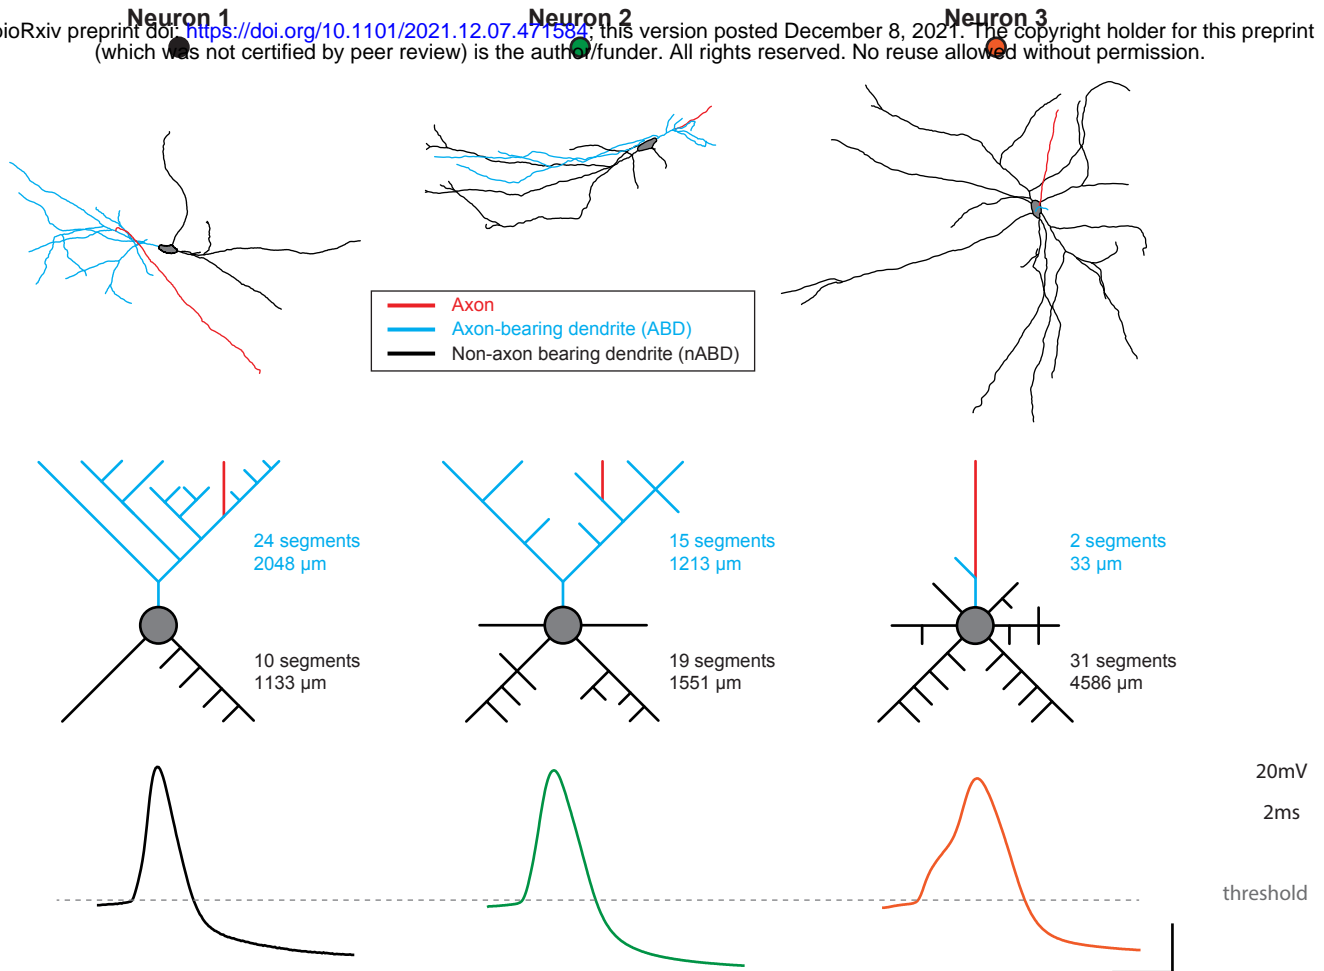 Neuron 1 Neuron 2 Neuron 3
bioRxiv preprint doi: https://doi.org/10.1101/2021.12.07.471584; this version posted December 8, 2021. The copyright holder for this preprint
(which was not certified by peer review) is the author/funder. All rights reserved. No reuse allowed without permission.
Axon
Axon-bearing dendrite (ABD)
Non-axon bearing dendrite (nABD)
24 segments
2048 µm
15 segments
1213 µm
2 segments
33 µm
10 segments
1133 µm
19 segments
1551 µm
31 segments
4586 µm
20mV
2ms
threshold